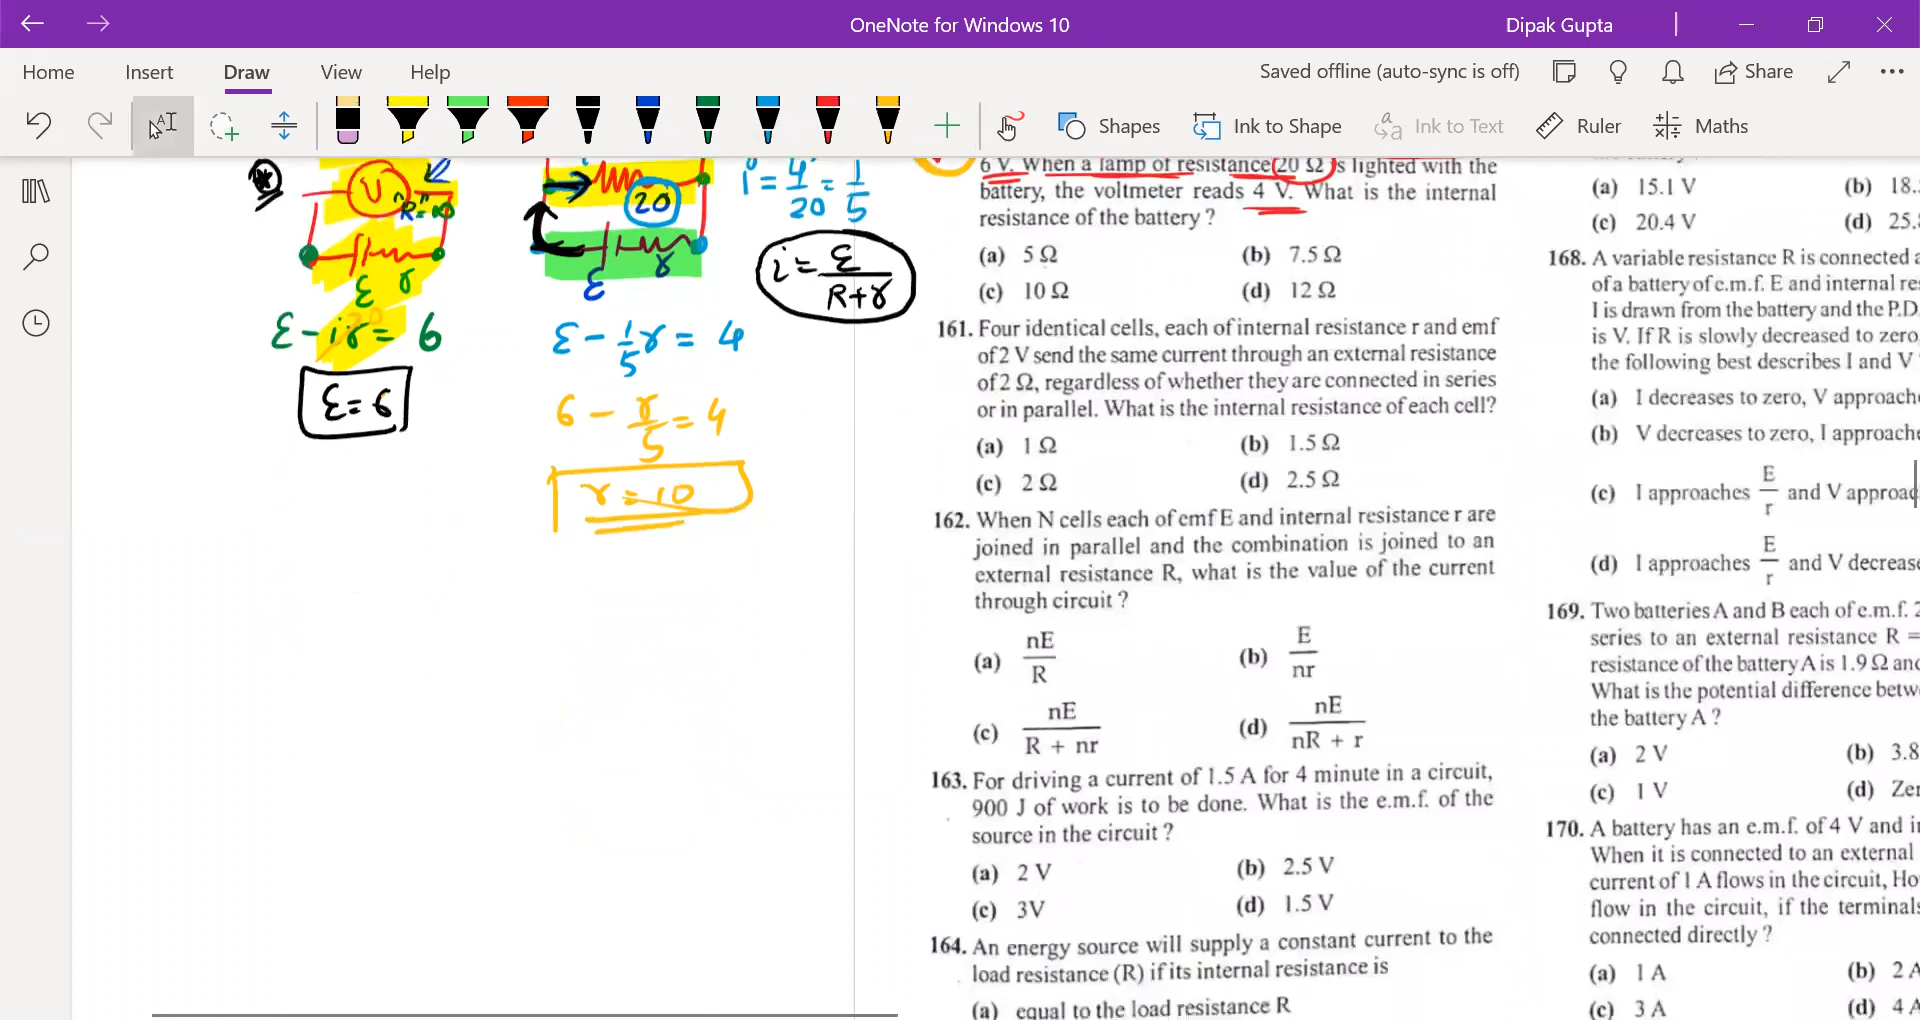 OneNote for Windows 10
Dipak Gupta
Home Insert Draw View Help
Saved offline (auto-sync is off) Share
Shapes Ink to Shape Ink to Text Ruler Maths
V
"R"=10
ε r
ε - ir = 6
ε = 6
20
ε r
i = 4/20 = 1/5
i = ε/(R+r)
ε - 1/5 r = 4
6 - r/5 = 4
r = 10
6 V. When a lamp of resistance 20 Ω is lighted with the
battery, the voltmeter reads 4 V. What is the internal
resistance of the battery ?
(a) 5 Ω (b) 7.5 Ω
(c) 10 Ω (d) 12 Ω
161. Four identical cells, each of internal resistance r and emf
of 2 V send the same current through an external resistance
of 2 Ω, regardless of whether they are connected in series
or in parallel. What is the internal resistance of each cell?
(a) 1 Ω (b) 1.5 Ω
(c) 2 Ω (d) 2.5 Ω
162. When N cells each of emf E and internal resistance r are
joined in parallel and the combination is joined to an
external resistance R, what is the value of the current
through circuit ?
(a) nE/R (b) E/nr
(c) nE/(R + nr) (d) nE/(nR + r)
163. For driving a current of 1.5 A for 4 minute in a circuit,
900 J of work is to be done. What is the e.m.f. of the
source in the circuit ?
(a) 2 V (b) 2.5 V
(c) 3V (d) 1.5 V
164. An energy source will supply a constant current to the
load resistance (R) if its internal resistance is
(a) equal to the load resistance R
(a) 15.1 V (b) 18.
(c) 20.4 V (d) 25.
168. A variable resistance R is connected a
of a battery of e.m.f. E and internal re
I is drawn from the battery and the P.D
is V. If R is slowly decreased to zero,
the following best describes I and V
(a) I decreases to zero, V approach
(b) V decreases to zero, I approach
(c) I approaches E/r and V approac
(d) I approaches E/r and V decreas
169. Two batteries A and B each of e.m.f. 2
series to an external resistance R =
resistance of the battery A is 1.9 Ω and
What is the potential difference betw
the battery A ?
(a) 2 V (b) 3.8
(c) 1 V (d) Zer
170. A battery has an e.m.f. of 4 V and in
When it is connected to an external
current of 1 A flows in the circuit, Ho
flow in the circuit, if the terminals
connected directly ?
(a) 1 A (b) 2 A
(c) 3 A (d) 4 A